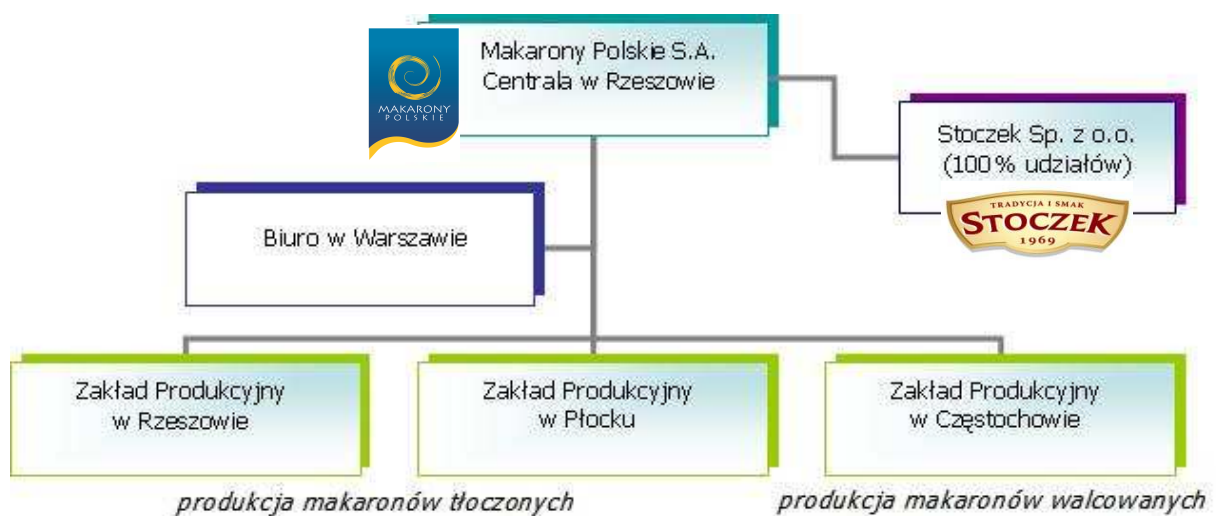 Makarony Polskie S.A.
Centrala w Rzeszowie
MAKARONY
POLSKIE
Stoczek Sp. z o.o.
(100% udziałów)
TRADYCJA I SMAK
STOCZEK
1969
Biuro w Warszawie
Zakład Produkcyjny
w Rzeszowie
Zakład Produkcyjny
w Płocku
Zakład Produkcyjny
w Częstochowie
produkcja makaronów tłoczonych
produkcja makaronów walcowanych